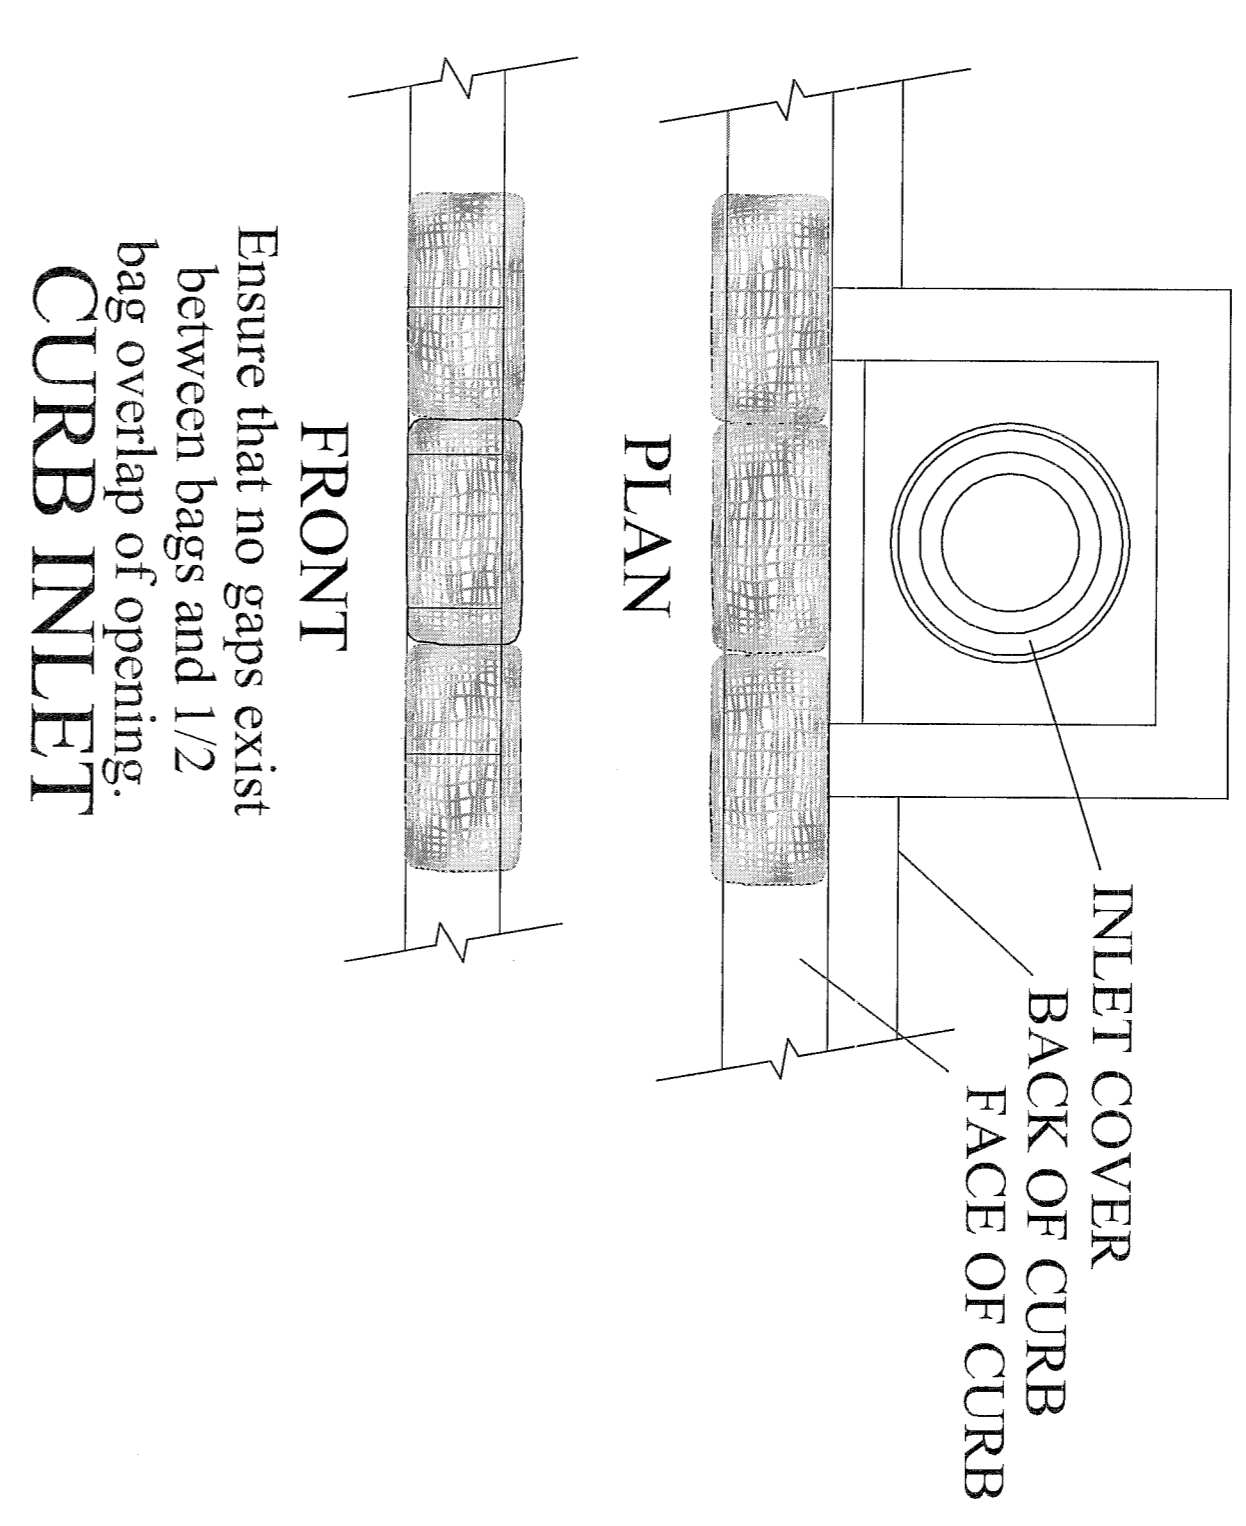 INLET COVER
BACK OF CURB
FACE OF CURB
PLAN
FRONT
Ensure that no gaps exist
between bags and 1/2
bag overlap of opening.
CURB INLET